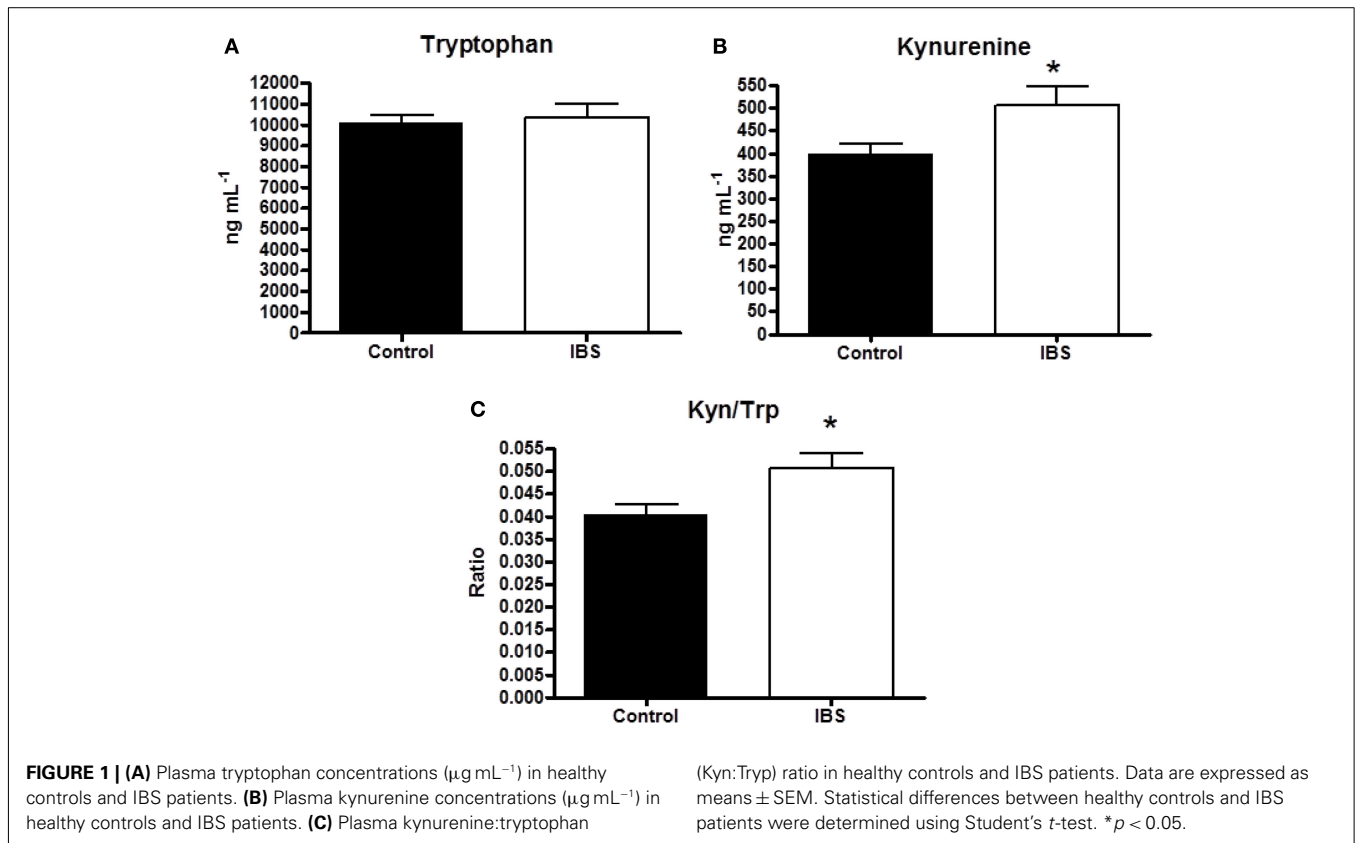 A
Tryptophan
12000
11000
10000
9000
8000
7000
6000
5000
4000
3000
2000
1000
0
ng mL⁻¹
Control
IBS
B
Kynurenine
*
550
500
450
400
350
300
250
200
150
100
50
0
ng mL⁻¹
Control
IBS
C
Kyn/Trp
*
0.055
0.050
0.045
0.040
0.035
0.030
0.025
0.020
0.015
0.010
0.005
0.000
Ratio
Control
IBS
FIGURE 1 | (A) Plasma tryptophan concentrations (μg mL⁻¹) in healthy
controls and IBS patients. (B) Plasma kynurenine concentrations (μg mL⁻¹) in
healthy controls and IBS patients. (C) Plasma kynurenine:tryptophan
(Kyn:Tryp) ratio in healthy controls and IBS patients. Data are expressed as
means ± SEM. Statistical differences between healthy controls and IBS
patients were determined using Student's t-test. *p < 0.05.